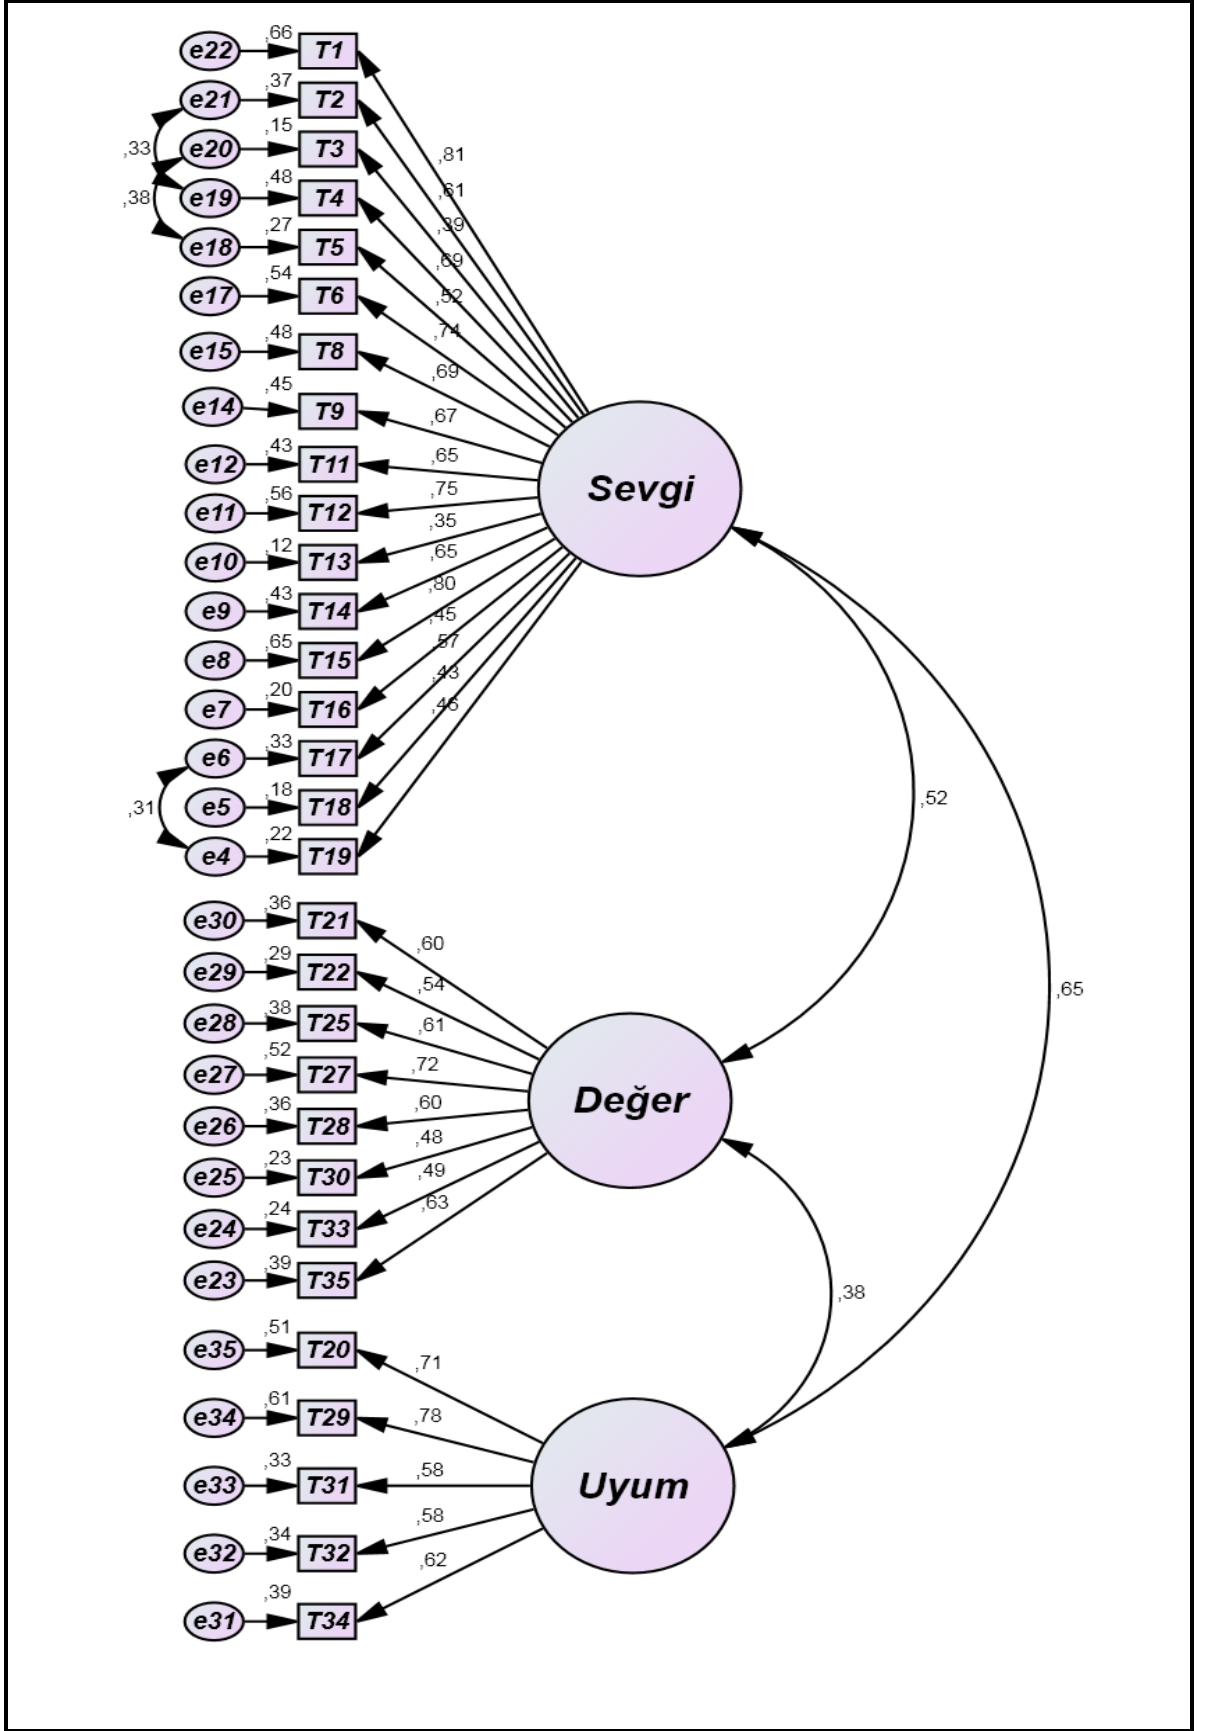 e22 ,66 T1
e21 ,37 T2
,81
e20 ,15 T3
,33
,61
e19 ,48 T4
,38
,39
e18 ,27 T5
,69
e17 ,54 T6
,52
,74
e15 ,48 T8
,69
e14 ,45 T9
,67
e12 ,43 T11
,65
Sevgi
e11 ,56 T12
,75
e10 ,12 T13
,35
e9 ,43 T14
,65
,80
e8 ,65 T15
,45
,57
e7 ,20 T16
,43
,46
e6 ,33 T17
e5 ,18 T18
,31
,52
e4 ,22 T19
e30 ,36 T21
,60
e29 ,29 T22
,54
,65
e28 ,38 T25
,61
e27 ,52 T27
,72
Değer
e26 ,36 T28
,60
e25 ,23 T30
,48
e24 ,24 T33
,49
e23 ,39 T35
,63
,38
e35 ,51 T20
,71
e34 ,61 T29
,78
e33 ,33 T31
,58
Uyum
e32 ,34 T32
,58
e31 ,39 T34
,62